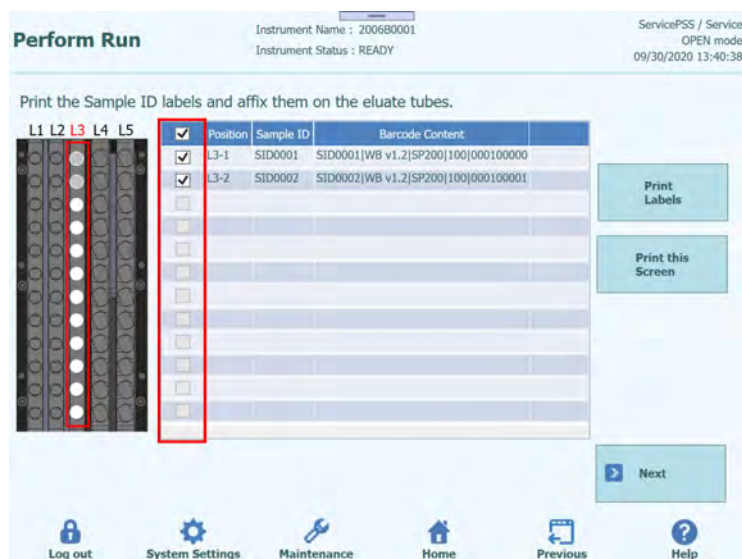 Perform Run
Instrument Name : 200680001
Instrument Status : READY
ServicePSS / Service
OPEN mode
09/30/2020 13:40:38
Print the Sample ID labels and affix them on the eluate tubes.
L1 L2 L3 L4 L5
Position Sample ID Barcode Content
L3-1 SID0001 SID0001|WB v1.2|SP200|100|000100000
L3-2 SID0002 SID0002|WB v1.2|SP200|100|000100001
Print
Labels
Print this
Screen
Next
Log out System Settings Maintenance Home Previous Help